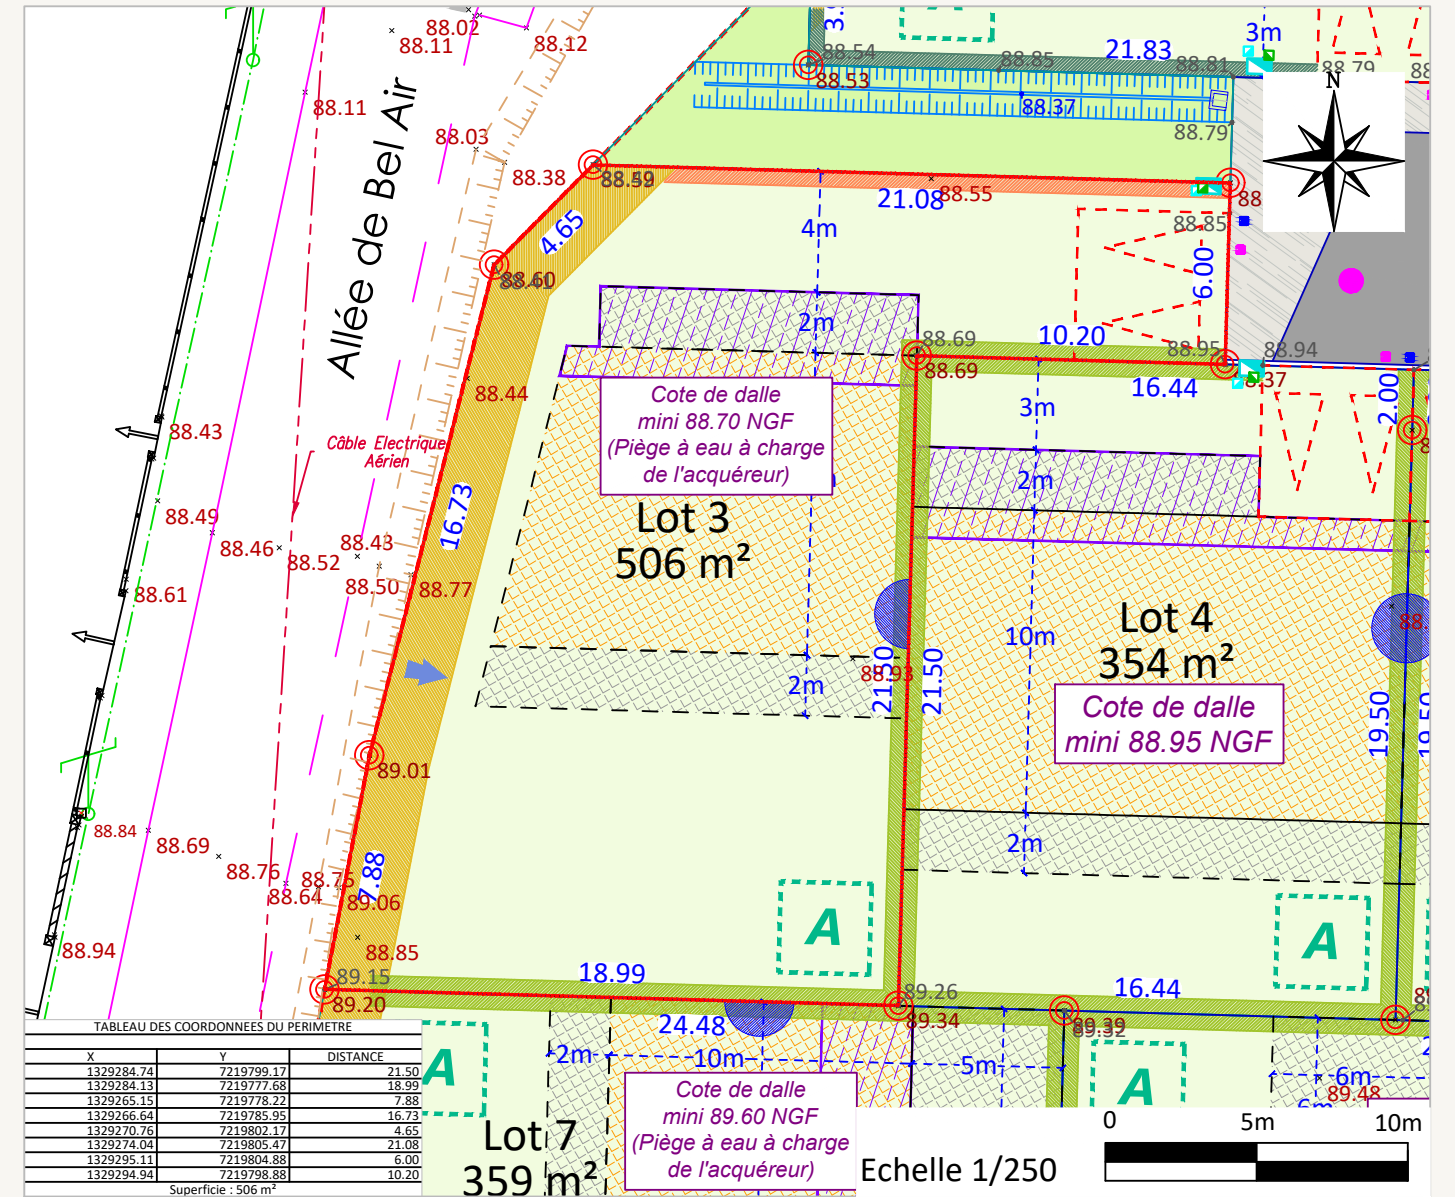 88.02
88.11
88.12
3m
21.83
88.54
88.85
88.81
88.79
88.53
88.37
88.79
N
88.11
Allée de Bel Air
88.03
88.38
4.65
21.08
88.55
4m
88.85
6.00
88.60
2m
88.69
10.20
88.95
88.94
88.69
16.44
2.00
88.44
Cote de dalle
mini 88.70 NGF
(Piège à eau à charge
de l'acquéreur)
3m
88.43
Câble Electrique
Aérien
2m
16.73
Lot 3
506 m²
88.49
88.46
88.52
88.43
88.50
88.77
88.61
Lot 4
354 m²
10m
88.93
2m
21.50
21.50
Cote de dalle
mini 88.95 NGF
19.50
19.50
89.01
88.84
88.69
88.76
88.75
88.64
7.88
89.06
2m
88.94
88.85
A
A
89.15
18.99
89.26
16.44
89.20
89.34
89.39
24.48
A
2m
10m
5m
A
6m
89.48
6m
Cote de dalle
mini 89.60 NGF
(Piège à eau à charge
de l'acquéreur)
Lot 7
359 m²
TABLEAU DES COORDONNEES DU PERIMETRE
X Y DISTANCE
1329284.74 7219799.17 21.50
1329284.13 7219777.68 18.99
1329265.15 7219778.22 7.88
1329266.64 7219785.95 16.73
1329270.76 7219802.17 4.65
1329274.04 7219805.47 21.08
1329295.11 7219804.88 6.00
1329294.94 7219798.88 10.20
Superficie : 506 m²
Echelle 1/250
0 5m 10m